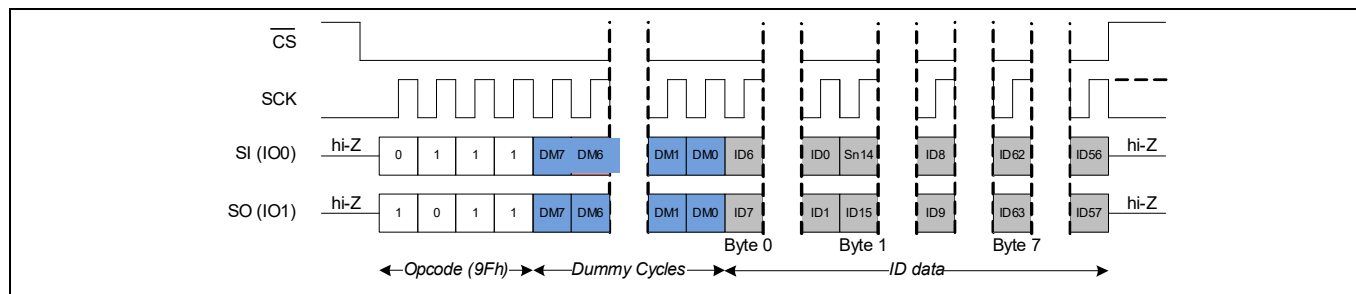 CS
SCK
SI (IO0) hi-Z 0 1 1 1 DM7 DM6 DM1 DM0 ID6 ID0 Sn14 ID8 ID62 ID56 hi-Z
SO (IO1) hi-Z 1 0 1 1 DM7 DM6 DM1 DM0 ID7 ID1 ID15 ID9 ID63 ID57 hi-Z
Byte 0 Byte 1 Byte 7
Opcode (9Fh) Dummy Cycles ID data